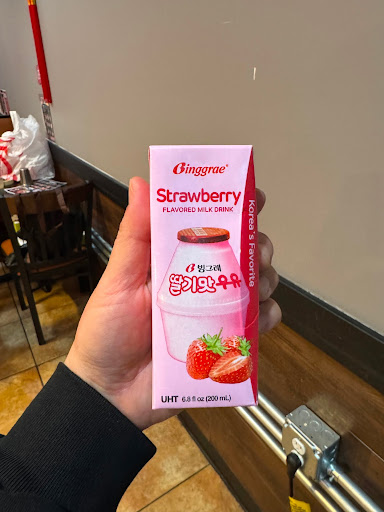 Binggrae
Strawberry
FLAVORED MILK DRINK
Korea's Favorite
빙그레
딸기맛우유
UHT 6.8 fl oz (200 mL)